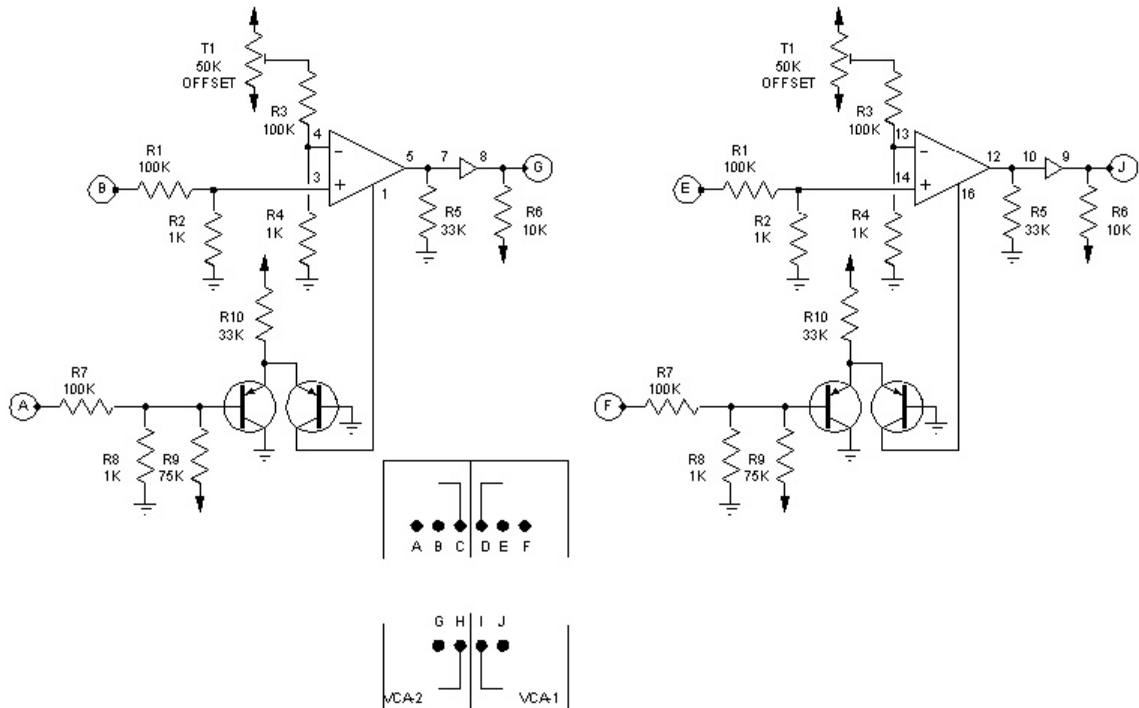 T1
50K
OFFSET
R3
100K
4
5
7
8
G
R1
100K
B
3
1
R2
1K
R4
1K
R5
33K
R6
10K
R10
33K
R7
100K
A
R8
1K
R9
75K
T1
50K
OFFSET
R3
100K
13
12
10
9
J
R1
100K
E
14
16
R2
1K
R4
1K
R5
33K
R6
10K
R10
33K
R7
100K
F
R8
1K
R9
75K
A B C D E F
G H I J
VCA-2 VCA-1